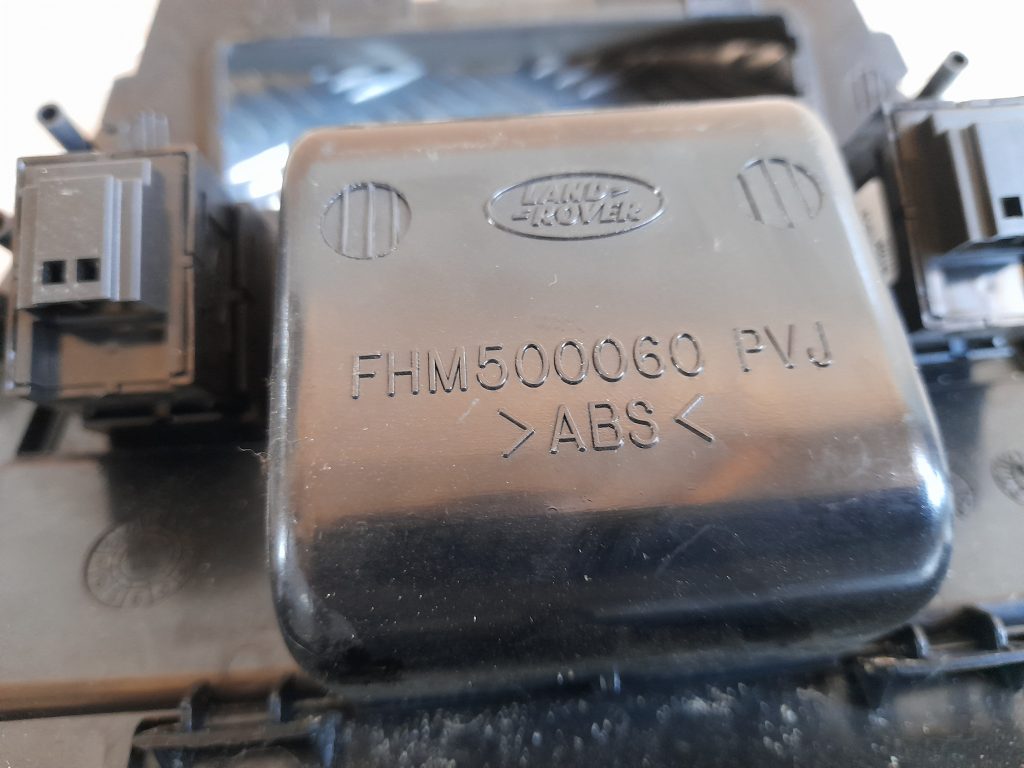 LAND-
-ROVER
FHM500060 PVJ
>ABS<